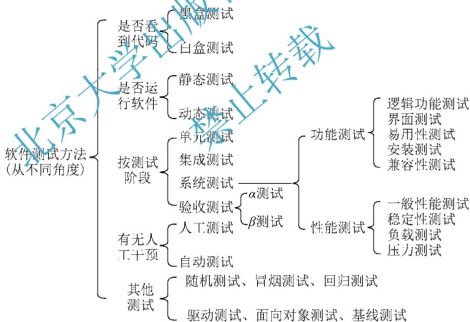 黑盒测试
是否看
到代码
白盒测试
静态测试
是否运
行软件
动态测试
软件测试方法
(从不同角度)
单元测试
按测试
阶段
集成测试
系统测试
验收测试
α测试
β测试
功能测试
逻辑功能测试
界面测试
易用性测试
安装测试
兼容性测试
性能测试
一般性能测试
稳定性测试
负载测试
压力测试
有无人
工干预
人工测试
自动测试
其他
测试
随机测试、冒烟测试、回归测试
驱动测试、面向对象测试、基线测试
北京大学出版
禁止转载